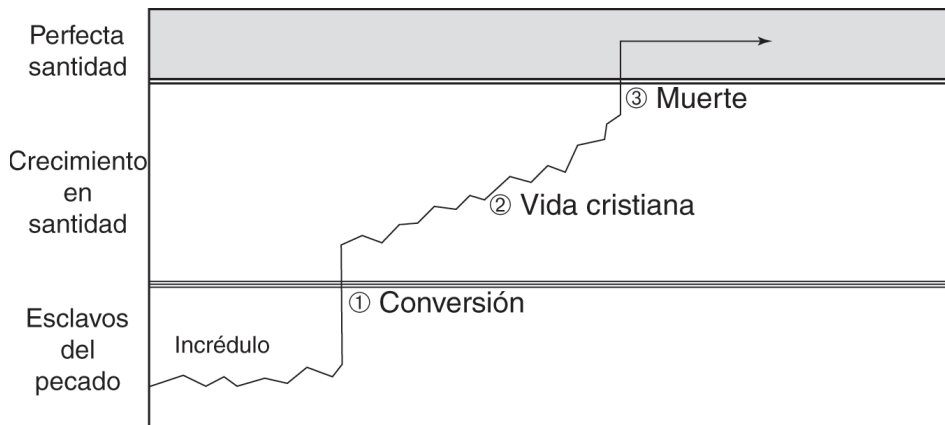 Perfecta
santidad
③ Muerte
Crecimiento
en
santidad
② Vida cristiana
① Conversión
Esclavos
del
pecado
Incrédulo